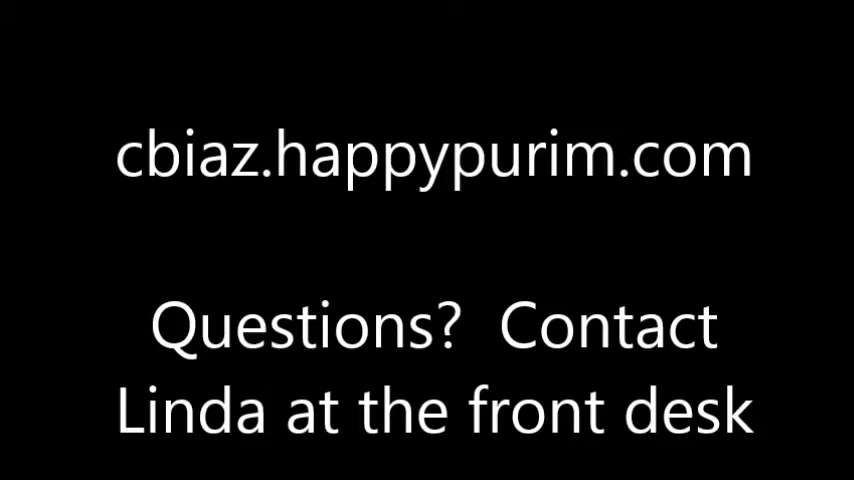 cbiaz.happypurim.com
Questions?  Contact
Linda at the front desk